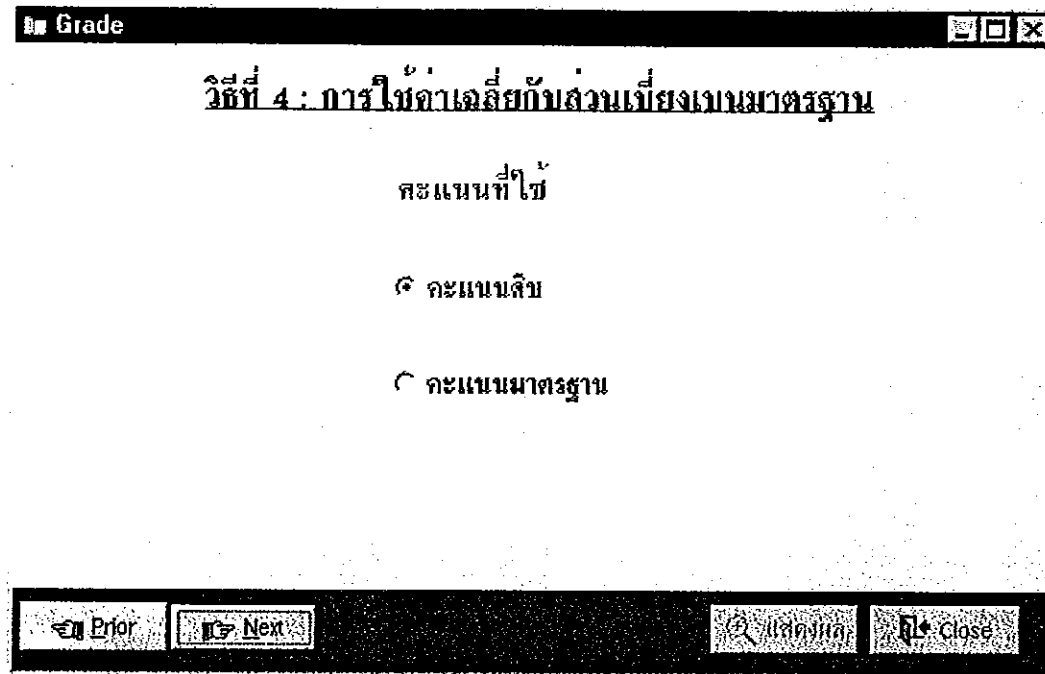 Grade
วิธีที่ 4 : การใช้ค่าเฉลี่ยกับส่วนเบี่ยงเบนมาตรฐาน
คะแนนที่ใช้
คะแนนดิบ
คะแนนมาตรฐาน
Prior Next แสดงผล Close